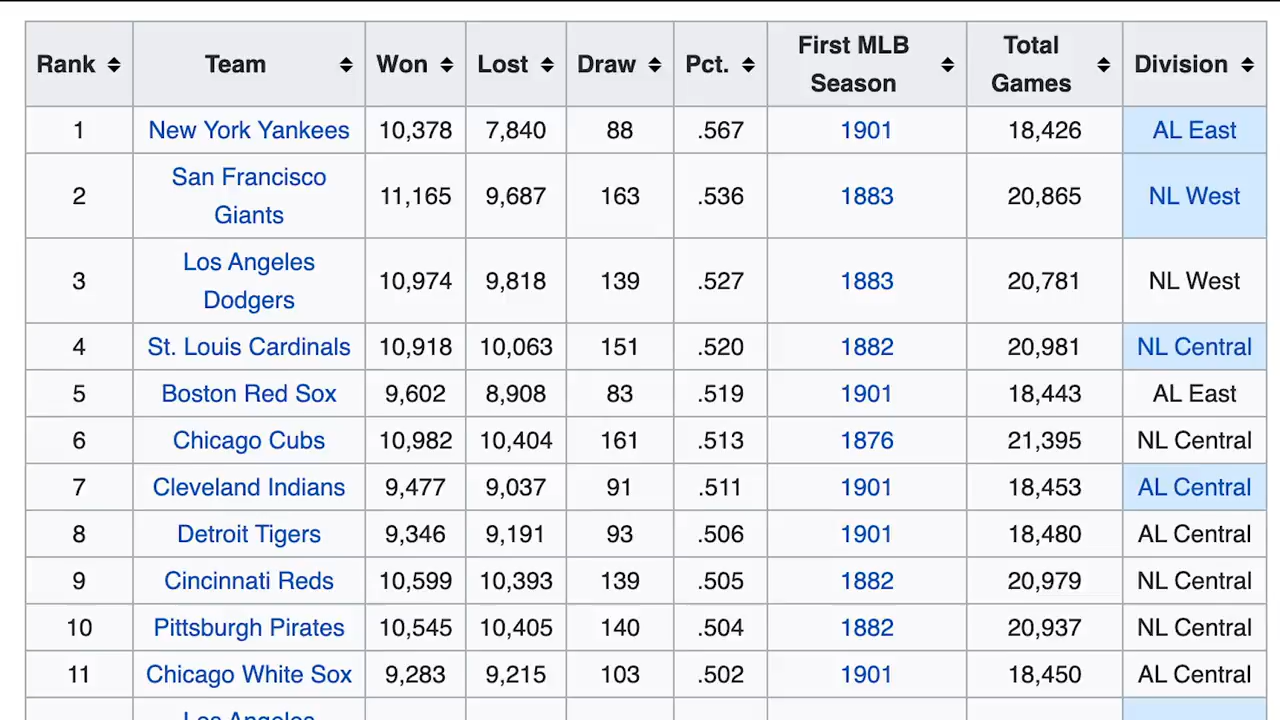 Rank Team Won Lost Draw Pct. First MLB Season Total Games Division
1 New York Yankees 10,378 7,840 88 .567 1901 18,426 AL East
2 San Francisco Giants 11,165 9,687 163 .536 1883 20,865 NL West
3 Los Angeles Dodgers 10,974 9,818 139 .527 1883 20,781 NL West
4 St. Louis Cardinals 10,918 10,063 151 .520 1882 20,981 NL Central
5 Boston Red Sox 9,602 8,908 83 .519 1901 18,443 AL East
6 Chicago Cubs 10,982 10,404 161 .513 1876 21,395 NL Central
7 Cleveland Indians 9,477 9,037 91 .511 1901 18,453 AL Central
8 Detroit Tigers 9,346 9,191 93 .506 1901 18,480 AL Central
9 Cincinnati Reds 10,599 10,393 139 .505 1882 20,979 NL Central
10 Pittsburgh Pirates 10,545 10,405 140 .504 1882 20,937 NL Central
11 Chicago White Sox 9,283 9,215 103 .502 1901 18,450 AL Central
Los Angeles